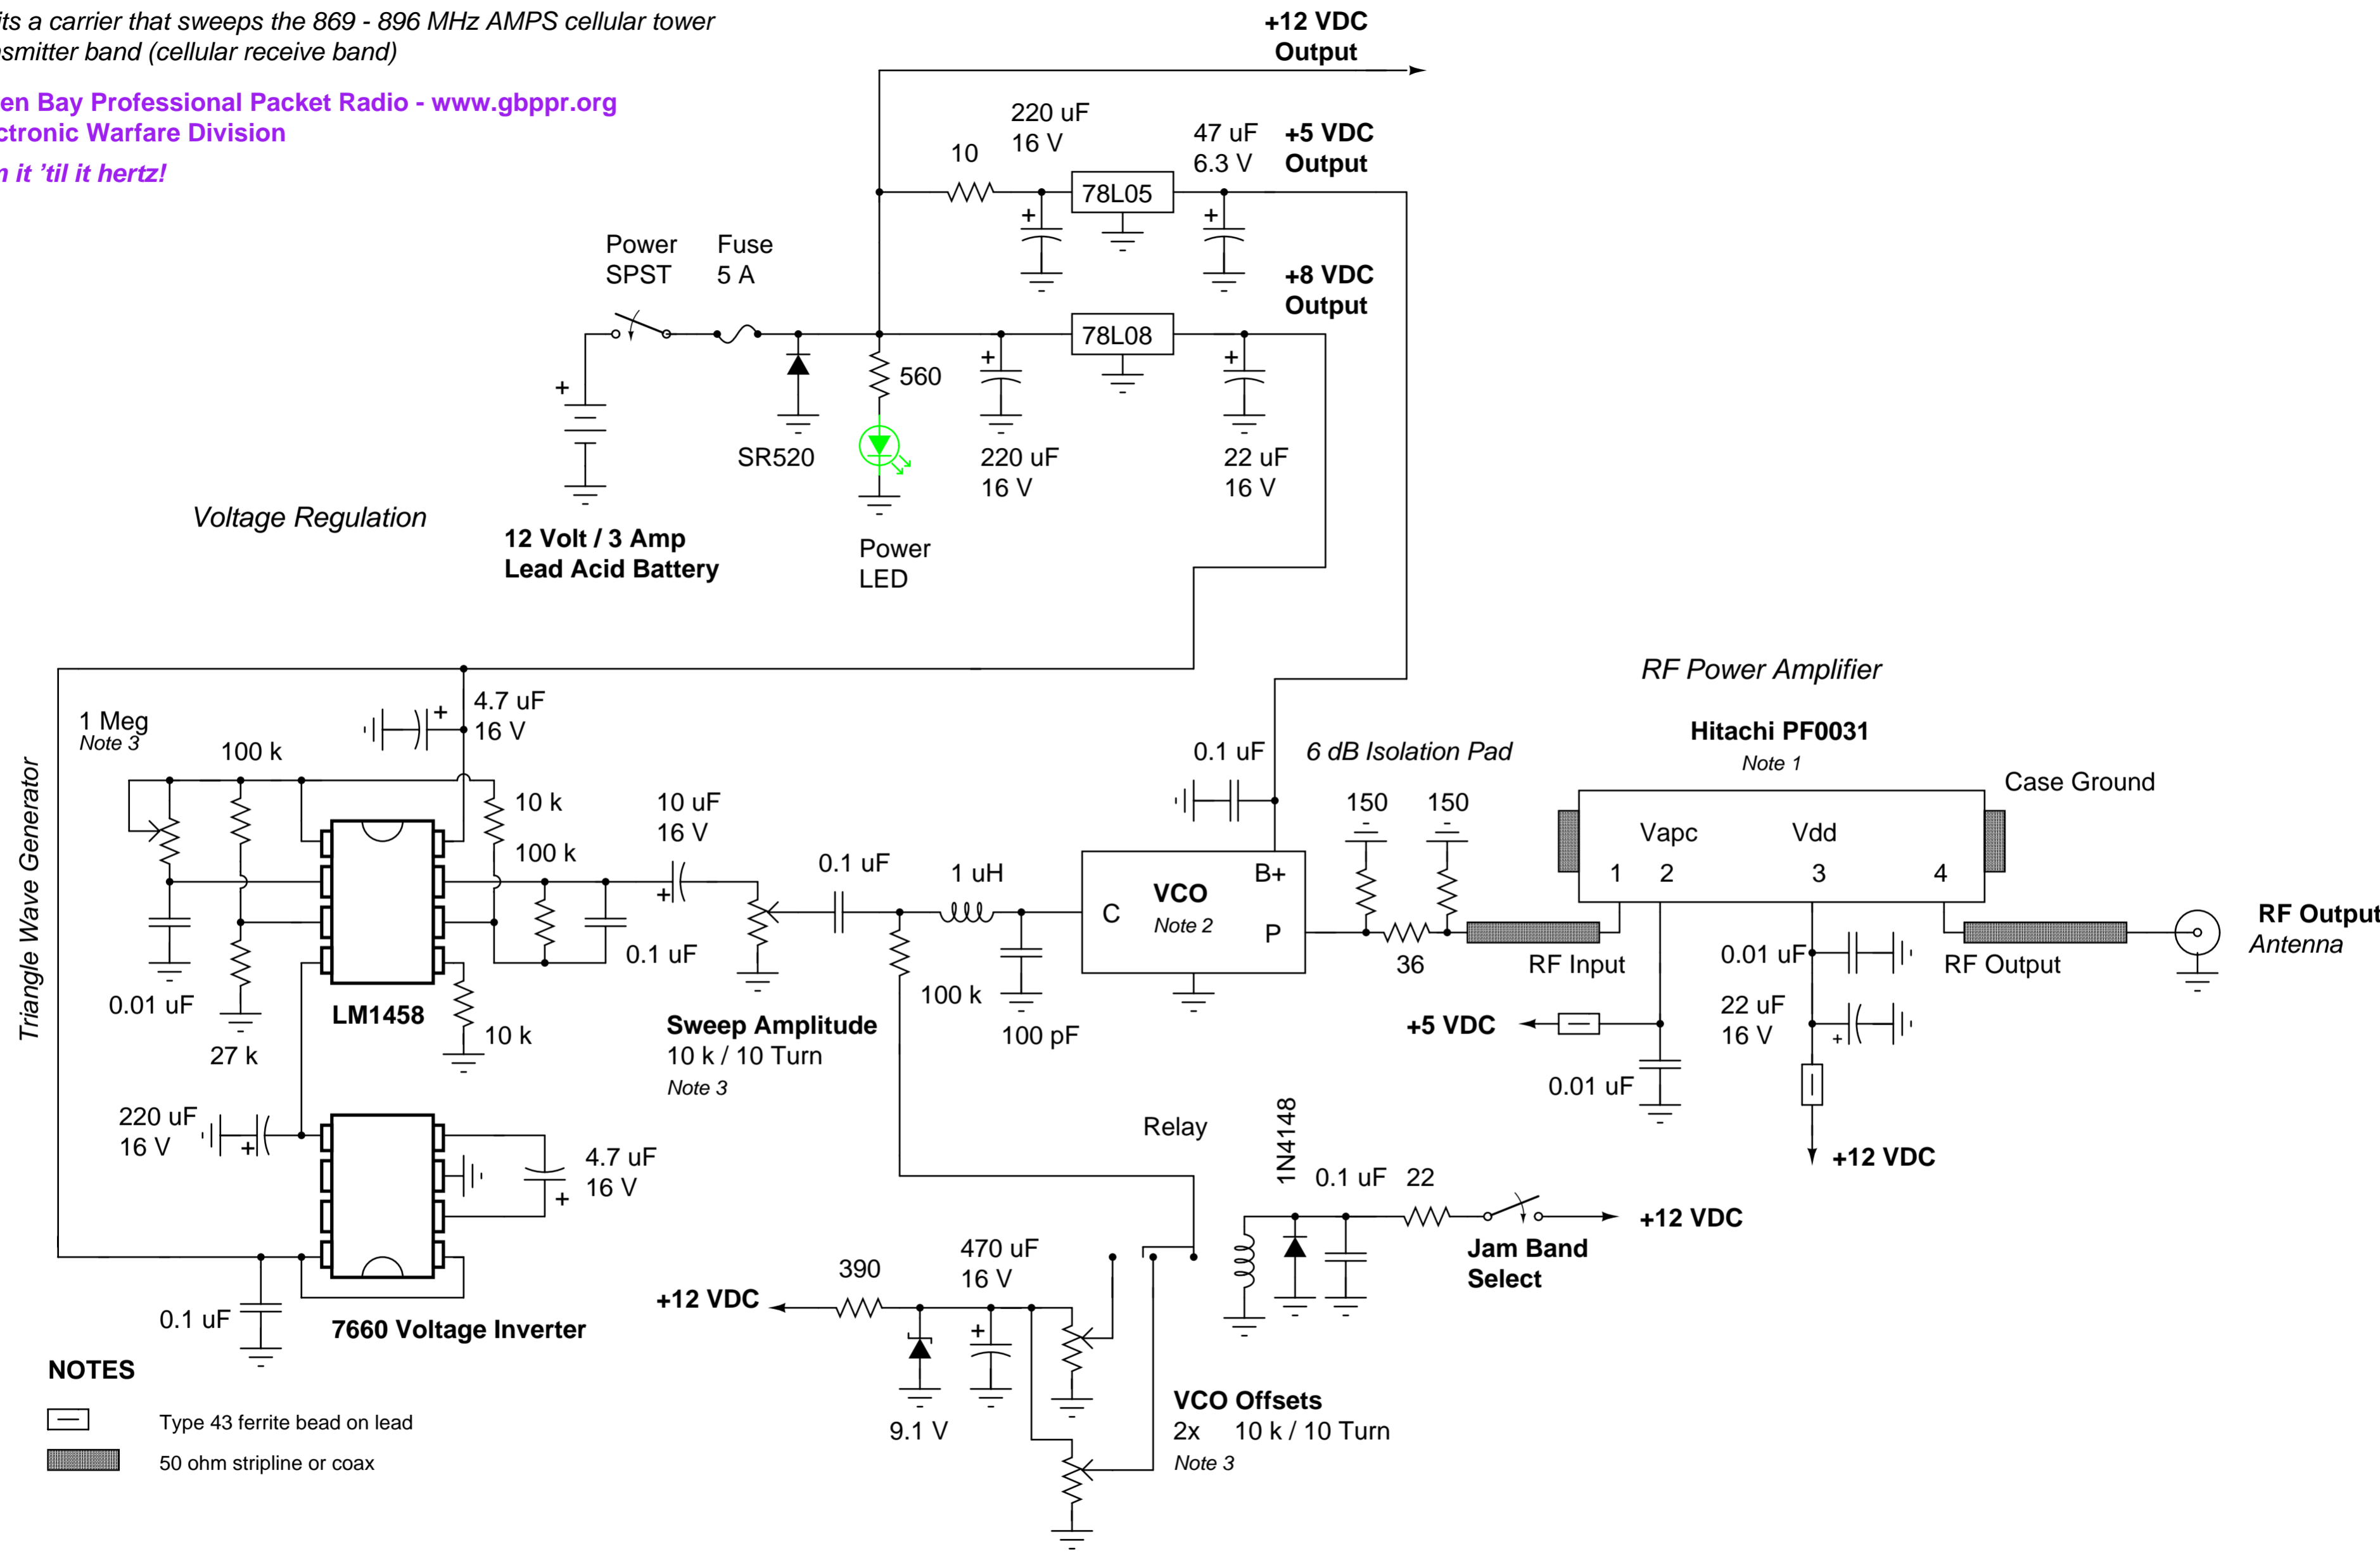 its a carrier that sweeps the 869 - 896 MHz AMPS cellular tower
nsmitter band (cellular receive band)
en Bay Professional Packet Radio - www.gbppr.org
ctronic Warfare Division
n it ’til it hertz!
+12 VDC
Output
220 uF
16 V
47 uF
6.3 V
+5 VDC
Output
10
78L05
+
+
Power
SPST
Fuse
5 A
+8 VDC
Output
78L08
560
+
+
+
SR520
220 uF
16 V
22 uF
16 V
Voltage Regulation
12 Volt / 3 Amp
Lead Acid Battery
Power
LED
RF Power Amplifier
Triangle Wave Generator
1 Meg
Note 3
100 k
+
4.7 uF
16 V
0.1 uF
6 dB Isolation Pad
Hitachi PF0031
Note 1
Case Ground
10 k
10 uF
16 V
150
150
Vapc
Vdd
100 k
0.1 uF
1 uH
B+
1
2
3
4
+
C
VCO
Note 2
P
RF Output
Antenna
0.1 uF
36
RF Input
0.01 uF
RF Output
0.01 uF
LM1458
100 k
27 k
10 k
Sweep Amplitude
10 k / 10 Turn
Note 3
100 pF
+5 VDC
22 uF
16 V
+
0.01 uF
220 uF
16 V
+
4.7 uF
16 V
+
Relay
1N4148
0.1 uF
22
+12 VDC
+12 VDC
Jam Band
Select
390
470 uF
16 V
+12 VDC
+
0.1 uF
7660 Voltage Inverter
9.1 V
VCO Offsets
2x 10 k / 10 Turn
Note 3
NOTES
Type 43 ferrite bead on lead
50 ohm stripline or coax